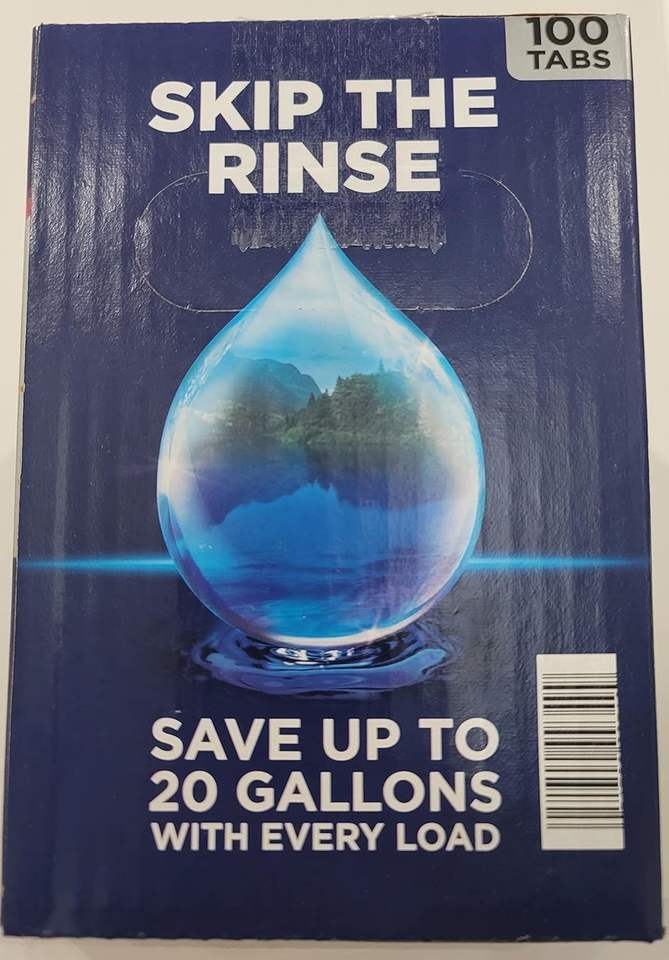 100
TABS
SKIP THE
RINSE
SAVE UP TO
20 GALLONS
WITH EVERY LOAD